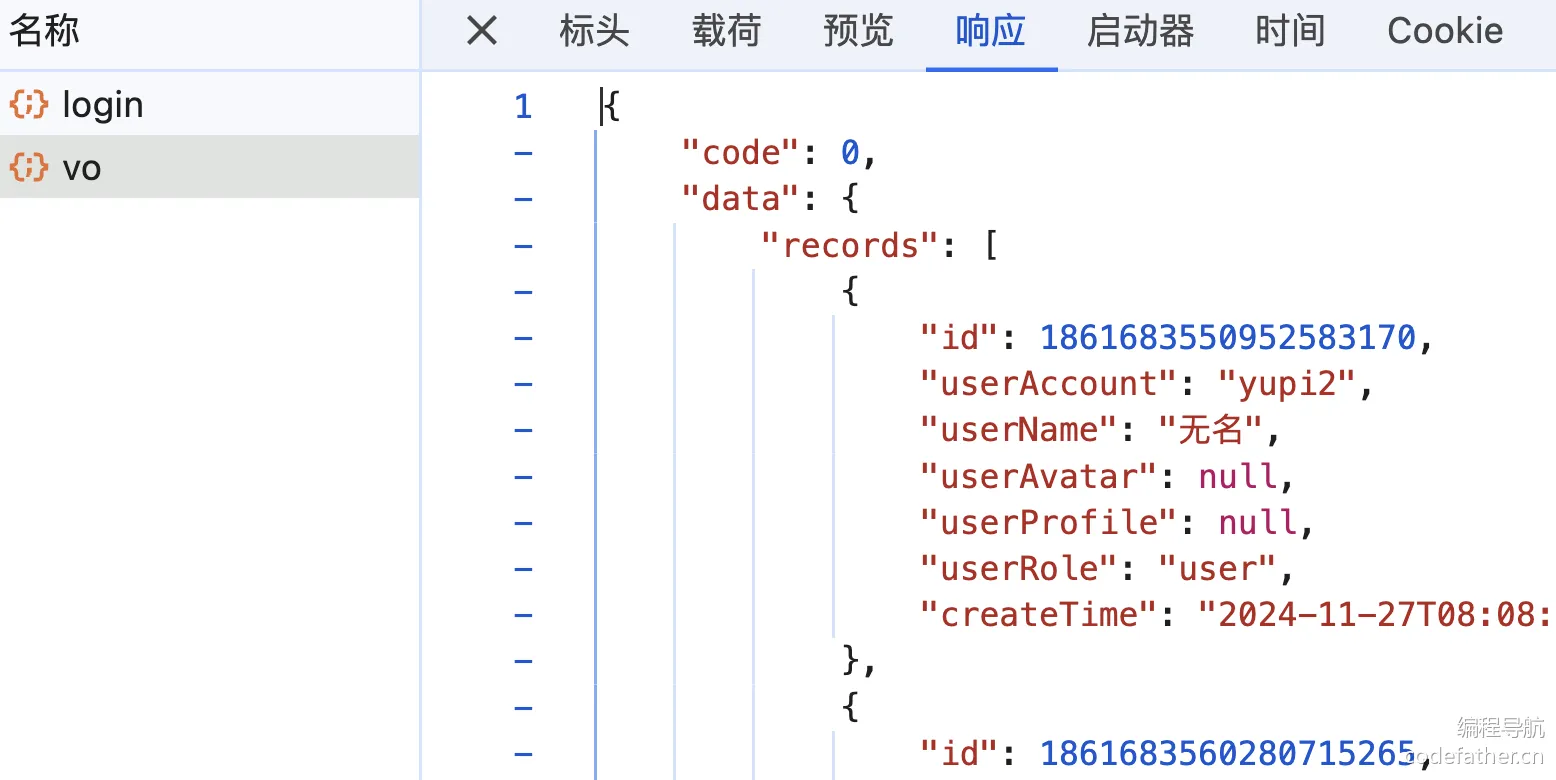 名称
标头 载荷 预览 响应 启动器 时间 Cookie
login
vo
1 {
– "code": 0,
– "data": {
– "records": [
– {
– "id": 1861683550952583170,
– "userAccount": "yupi2",
– "userName": "无名",
– "userAvatar": null,
– "userProfile": null,
– "userRole": "user",
– "createTime": "2024-11-27T08:08:
– },
– {
– "id": 1861683560280715265,
编程导航
codefather.cn